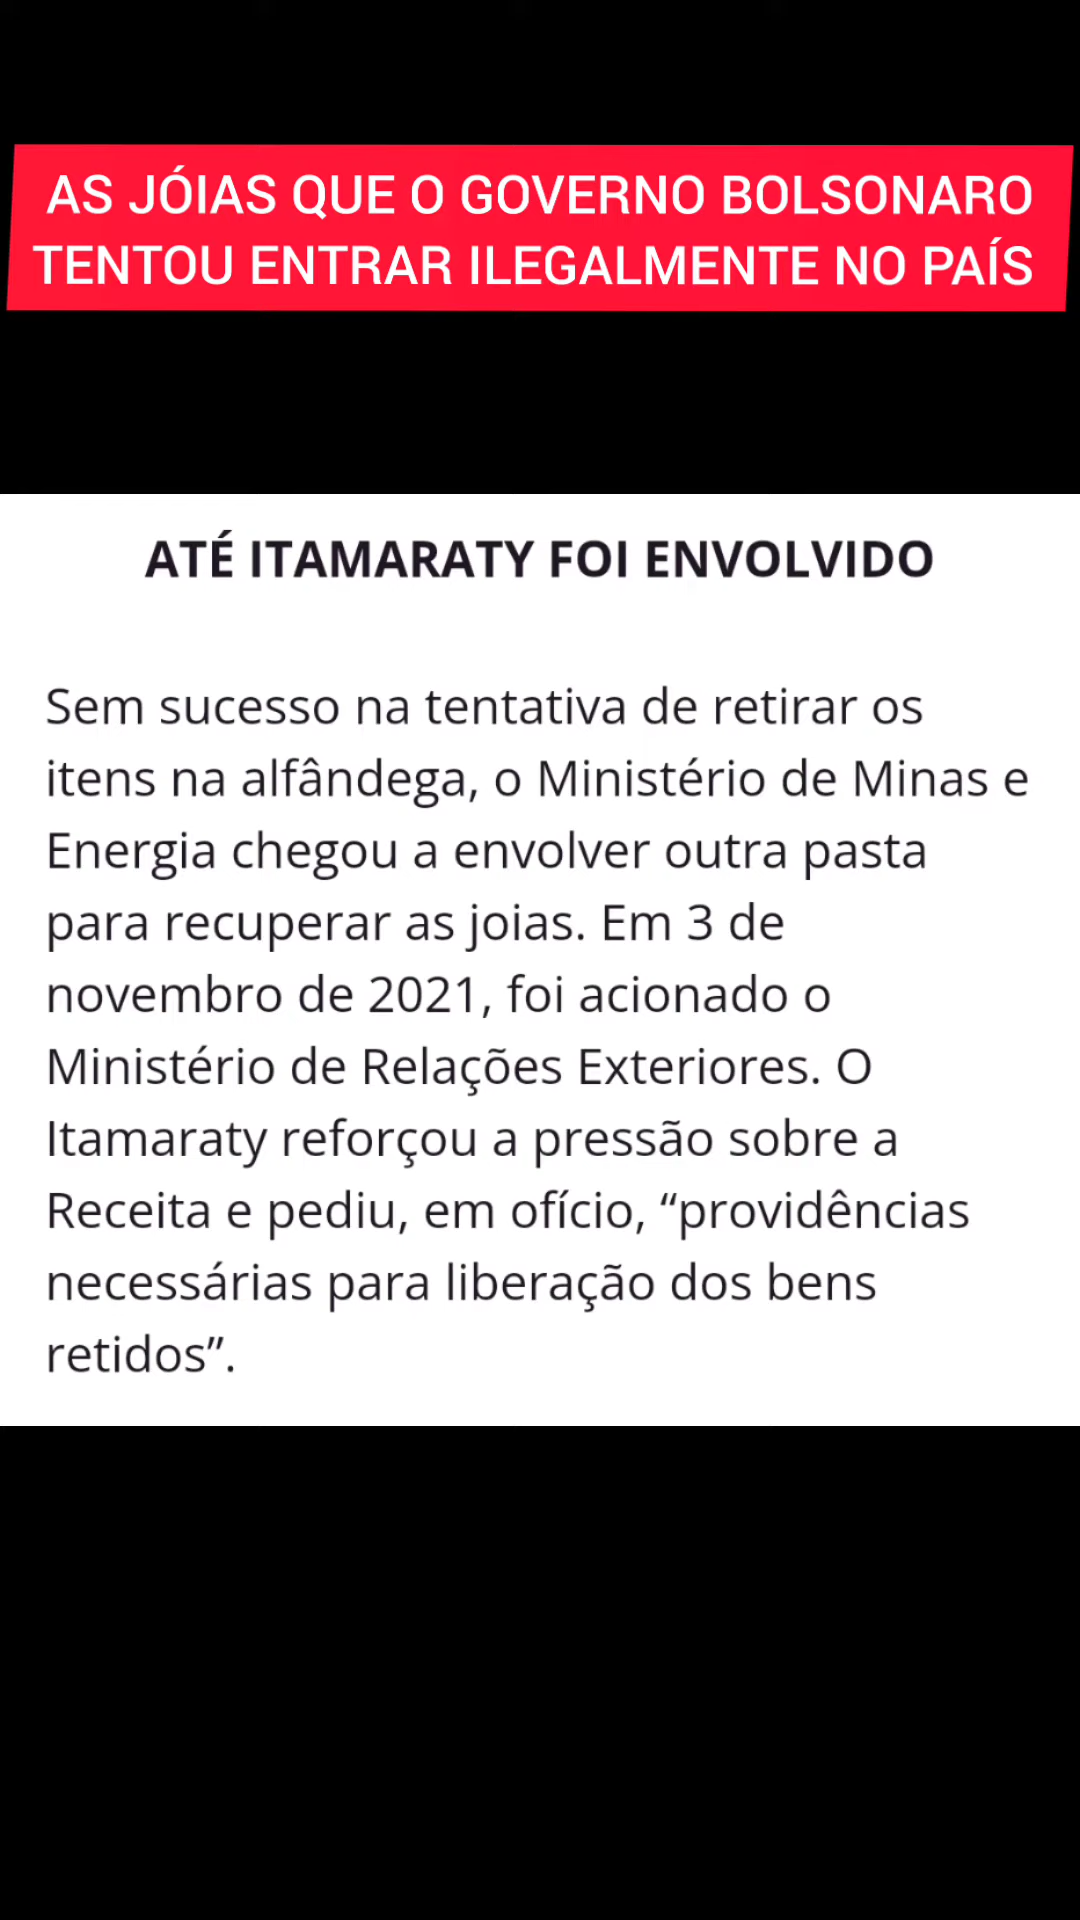 AS JÓIAS QUE O GOVERNO BOLSONARO
TENTOU ENTRAR ILEGALMENTE NO PAÍS
ATÉ ITAMARATY FOI ENVOLVIDO
Sem sucesso na tentativa de retirar os
itens na alfândega, o Ministério de Minas e
Energia chegou a envolver outra pasta
para recuperar as joias. Em 3 de
novembro de 2021, foi acionado o
Ministério de Relações Exteriores. O
Itamaraty reforçou a pressão sobre a
Receita e pediu, em ofício, “providências
necessárias para liberação dos bens
retidos”.